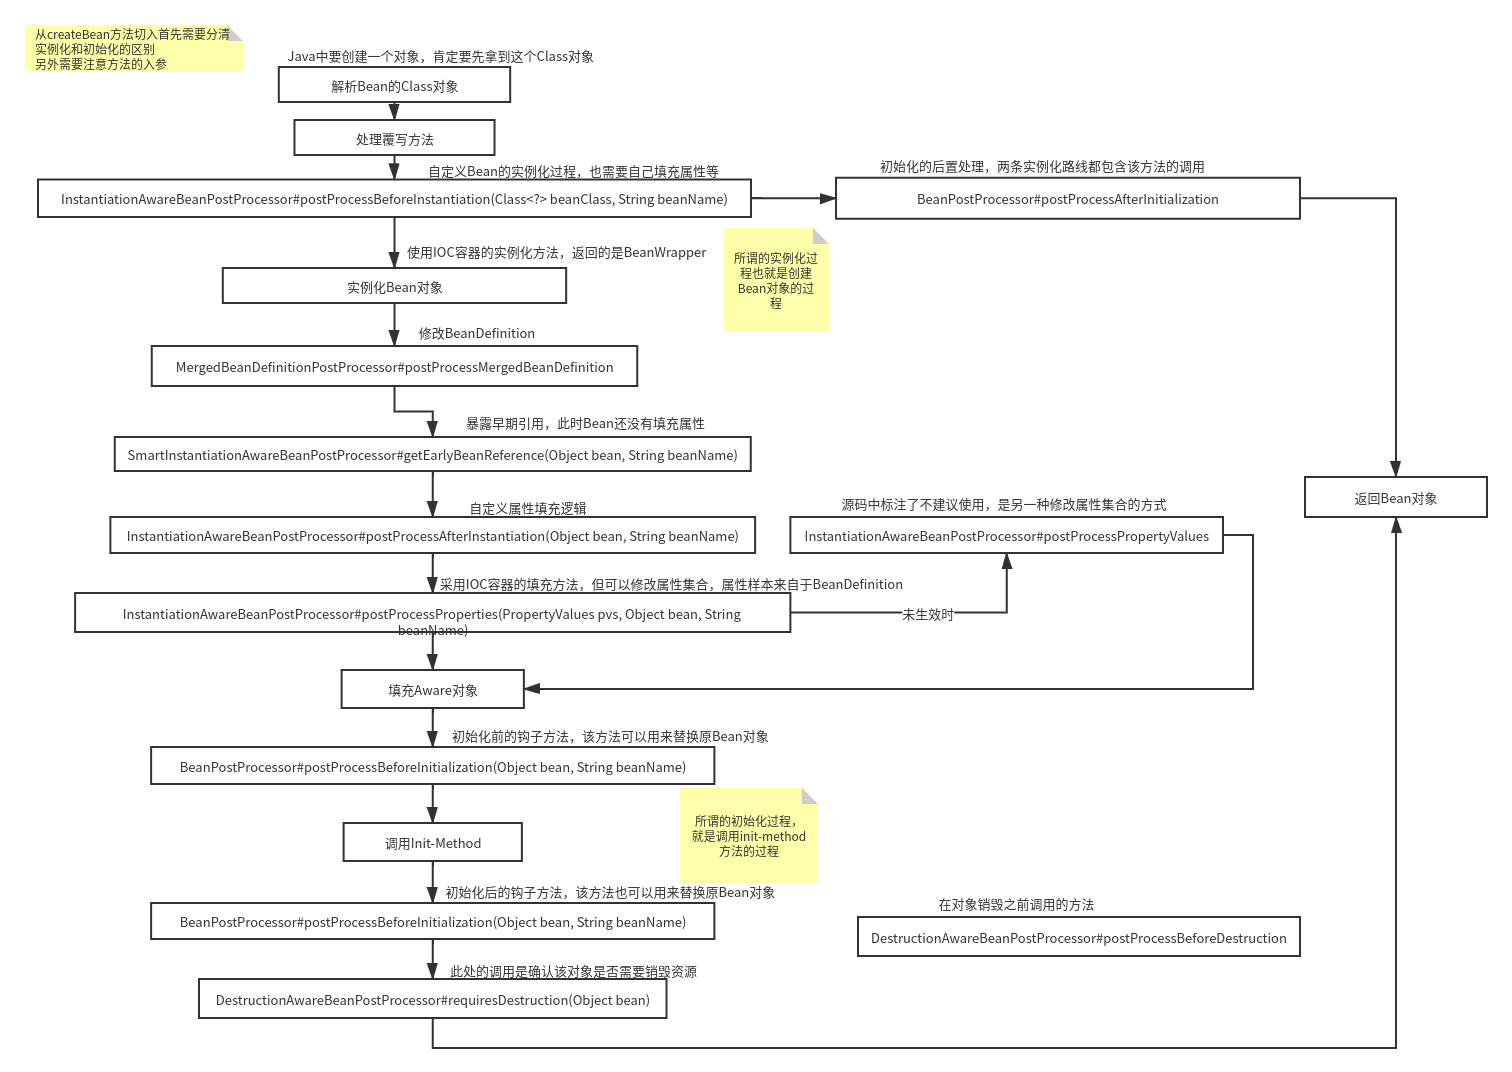 从createBean方法切入首先需要分清
实例化和初始化的区别
另外需要注意方法的入参
Java中要创建一个对象，肯定要先拿到这个Class对象
解析Bean的Class对象
处理覆写方法
自定义Bean的实例化过程，也需要自己填充属性等
InstantiationAwareBeanPostProcessor#postProcessBeforeInstantiation(Class<?> beanClass, String beanName)
初始化的后置处理，两条实例化路线都包含该方法的调用
BeanPostProcessor#postProcessAfterInitialization
使用IOC容器的实例化方法，返回的是BeanWrapper
实例化Bean对象
所谓的实例化过
程也就是创建
Bean对象的过
程
修改BeanDefinition
MergedBeanDefinitionPostProcessor#postProcessMergedBeanDefinition
暴露早期引用，此时Bean还没有填充属性
SmartInstantiationAwareBeanPostProcessor#getEarlyBeanReference(Object bean, String beanName)
返回Bean对象
自定义属性填充逻辑
InstantiationAwareBeanPostProcessor#postProcessAfterInstantiation(Object bean, String beanName)
源码中标注了不建议使用，是另一种修改属性集合的方式
InstantiationAwareBeanPostProcessor#postProcessPropertyValues
采用IOC容器的填充方法，但可以修改属性集合，属性样本来自于BeanDefinition
InstantiationAwareBeanPostProcessor#postProcessProperties(PropertyValues pvs, Object bean, String
beanName)
未生效时
填充Aware对象
初始化前的钩子方法，该方法可以用来替换原Bean对象
BeanPostProcessor#postProcessBeforeInitialization(Object bean, String beanName)
调用Init-Method
所谓的初始化过程，
就是调用init-method
方法的过程
初始化后的钩子方法，该方法也可以用来替换原Bean对象
BeanPostProcessor#postProcessBeforeInitialization(Object bean, String beanName)
在对象销毁之前调用的方法
DestructionAwareBeanPostProcessor#postProcessBeforeDestruction
此处的调用是确认该对象是否需要销毁资源
DestructionAwareBeanPostProcessor#requiresDestruction(Object bean)